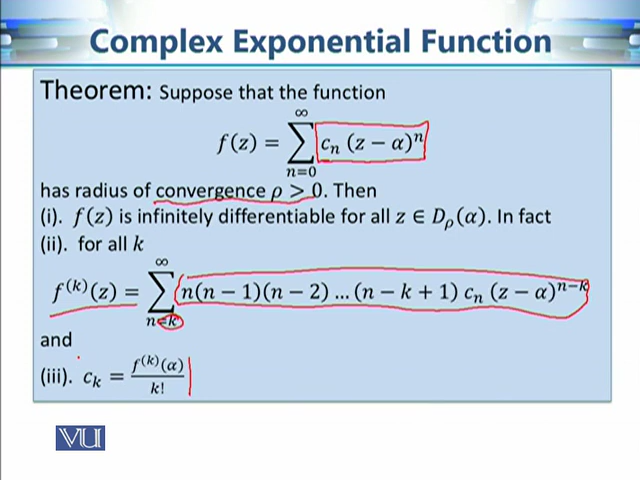 Complex Exponential Function
Theorem: Suppose that the function
f(z) = ∑_{n=0}^{∞} c_n (z − α)^n
has radius of convergence ρ > 0. Then
(i). f(z) is infinitely differentiable for all z ∈ D_ρ(α). In fact
(ii). for all k
f^{(k)}(z) = ∑_{n=k}^{∞} n(n − 1)(n − 2) … (n − k + 1) c_n (z − α)^{n−k}
and
(iii). c_k = f^{(k)}(α)/k!
VU